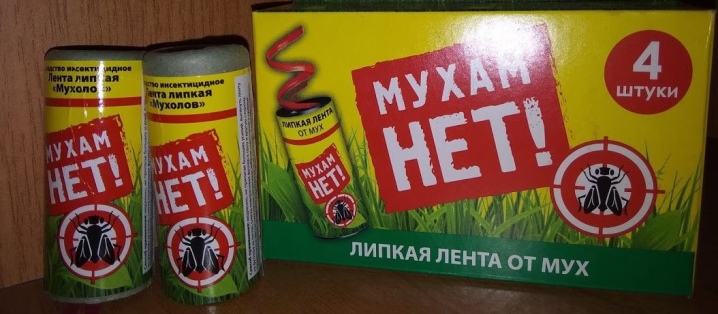 средство инсектицидное
Лента липкая
«Мухолов»
МУХАМ
НЕТ!
средство инсектицидное
Лента липкая
«Мухолов»
МУХАМ
НЕТ!
ЛИПКАЯ ЛЕНТА
ОТ МУХ
МУХАМ
НЕТ!
МУХАМ
НЕТ!
4
ШТУКИ
ЛИПКАЯ ЛЕНТА ОТ МУХ